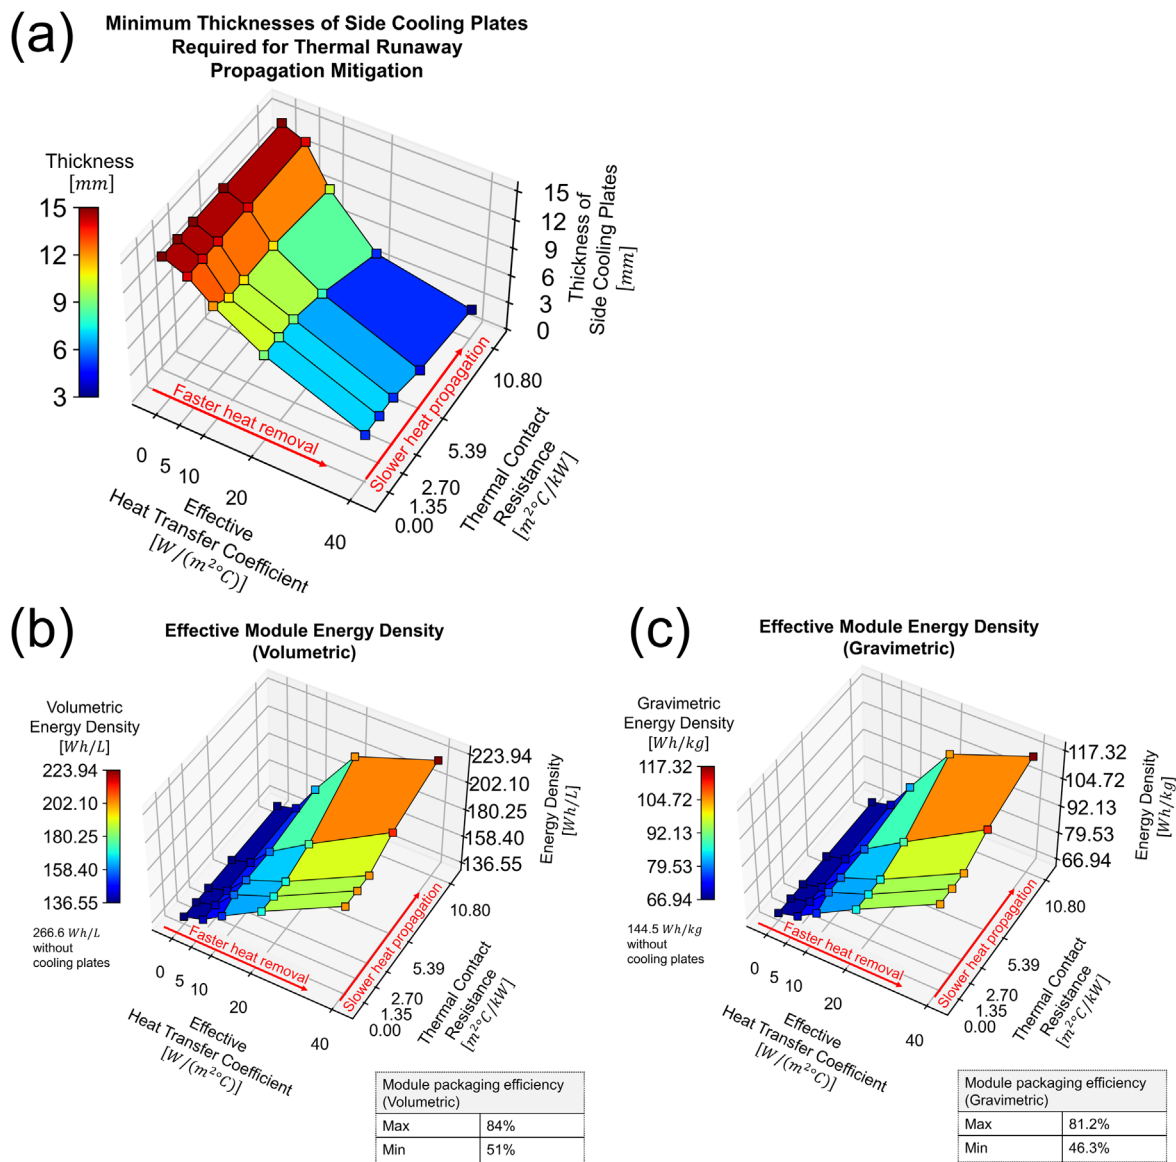 (a)
Minimum Thicknesses of Side Cooling Plates
Required for Thermal Runaway
Propagation Mitigation
Thickness
[mm]
15
12
9
6
3
15
12
9
6
3
0
Thickness of
Side Cooling Plates
[mm]
Faster heat removal
Slower heat propagation
0
5
10
20
40
Effective
Heat Transfer Coefficient
[W/(m²°C)]
10.80
5.39
2.70
1.35
0.00
Thermal Contact
Resistance
[m²°C/kW]
(b)
Effective Module Energy Density
(Volumetric)
Volumetric
Energy Density
[Wh/L]
223.94
202.10
180.25
158.40
136.55
266.6 Wh/L
without
cooling plates
223.94
202.10
180.25
158.40
136.55
Energy Density
[Wh/L]
Faster heat removal
Slower heat propagation
0
5
10
20
40
Effective
Heat Transfer Coefficient
[W/(m²°C)]
10.80
5.39
2.70
1.35
0.00
Thermal Contact
Resistance
[m²°C/kW]
Module packaging efficiency
(Volumetric)
Max 84%
Min 51%
(c)
Effective Module Energy Density
(Gravimetric)
Gravimetric
Energy Density
[Wh/kg]
117.32
104.72
92.13
79.53
66.94
144.5 Wh/kg
without
cooling plates
117.32
104.72
92.13
79.53
66.94
Energy Density
[Wh/kg]
Faster heat removal
Slower heat propagation
0
5
10
20
40
Effective
Heat Transfer Coefficient
[W/(m²°C)]
10.80
5.39
2.70
1.35
0.00
Thermal Contact
Resistance
[m²°C/kW]
Module packaging efficiency
(Gravimetric)
Max 81.2%
Min 46.3%